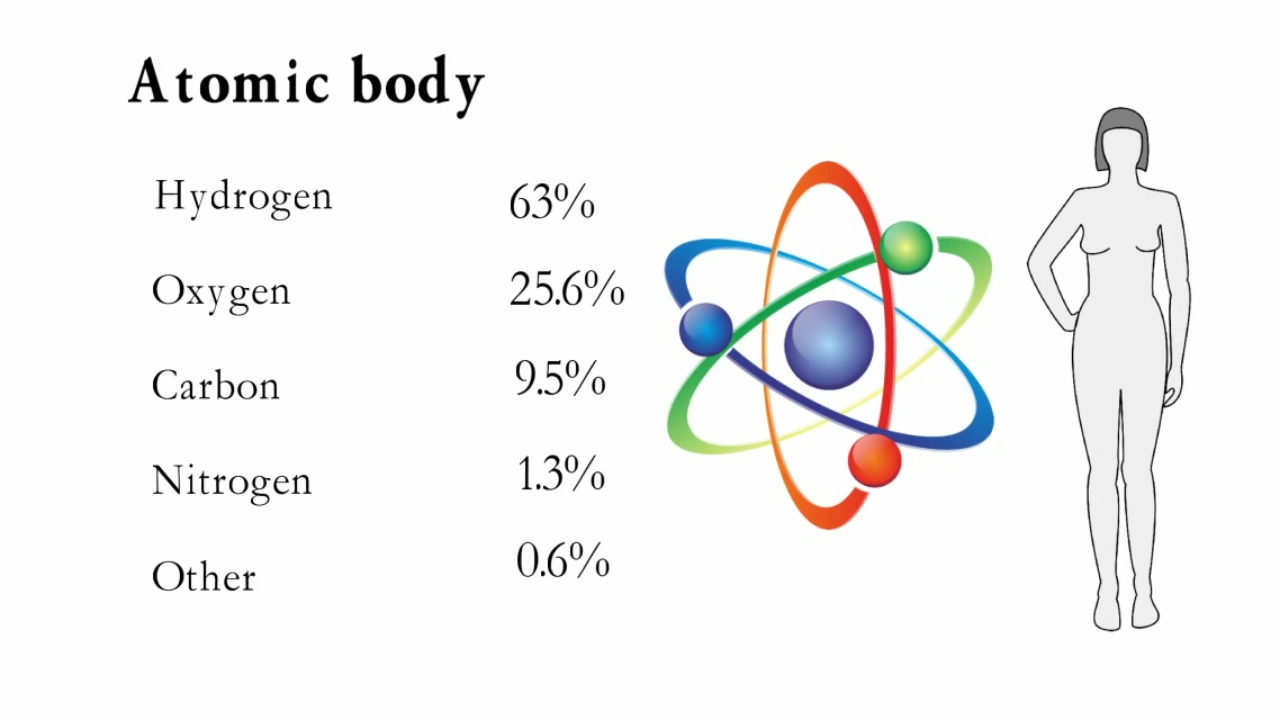 Atomic body
Hydrogen 63%
Oxygen 25.6%
Carbon 9.5%
Nitrogen 1.3%
Other 0.6%